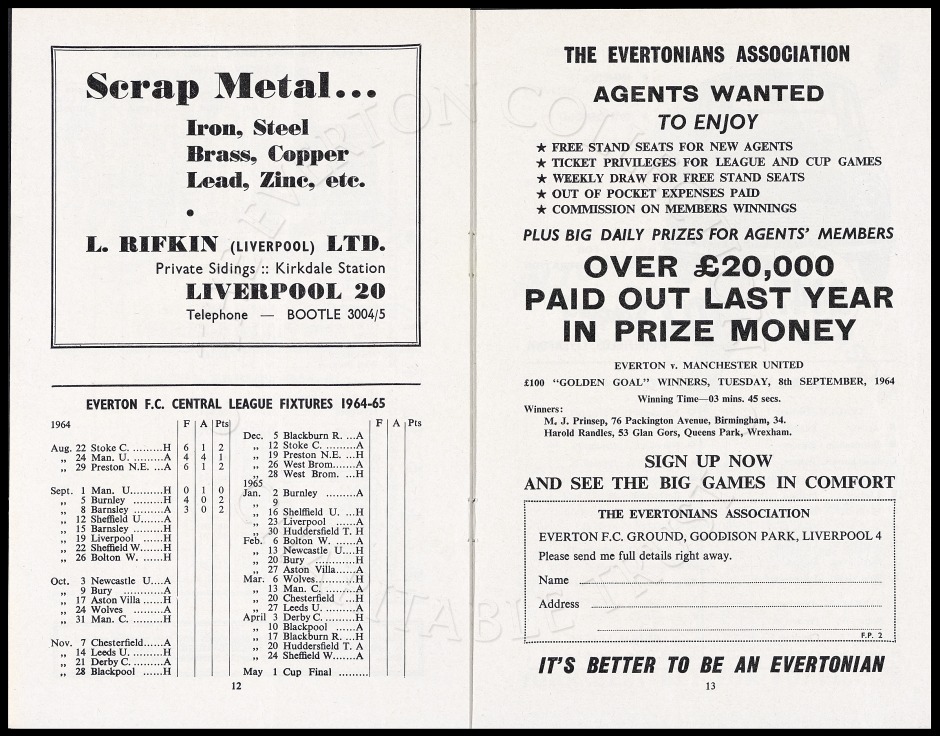 Scrap Metal...
Iron, Steel
Brass, Copper
Lead, Zinc, etc.
L. RIFKIN (LIVERPOOL) LTD.
Private Sidings :: Kirkdale Station
LIVERPOOL 20
Telephone — BOOTLE 3004/5
EVERTON F.C. CENTRAL LEAGUE FIXTURES 1964-65
1964 F A Pts
Aug. 22 Stoke C. .........H 6 1 2
„ 24 Man. U. ...........A 4 4 1
„ 29 Preston N.E. ...A 6 1 2
Sept. 1 Man. U............H 0 1 0
„ 5 Burnley .........H 4 0 2
„ 8 Barnsley .........A 3 0 2
„ 12 Sheffield U.......A
„ 15 Barnsley .........H
„ 19 Liverpool ......H
„ 22 Sheffield W.......H
„ 26 Bolton W. ......H
Oct. 3 Newcastle U....A
„ 9 Bury ............A
„ 17 Aston Villa ......H
„ 24 Wolves .........A
„ 31 Man. C. .........H
Nov. 7 Chesterfield......A
„ 14 Leeds U. .........H
„ 21 Derby C. .........A
„ 28 Blackpool ......H
F A Pts
Dec. 5 Blackburn R. ...A
„ 12 Stoke C. .........A
„ 19 Preston N.E. ...H
„ 26 West Brom.......A
„ 28 West Brom. ...H
1965
Jan. 2 Burnley .........A
„ 9
„ 16 Shelffield U. ...H
„ 23 Liverpool ......A
„ 30 Huddersfield T. H
Feb. 6 Bolton W. ......A
„ 13 Newcastle U...H
„ 20 Bury ............H
„ 27 Aston Villa......A
Mar. 6 Wolves............H
„ 13 Man. C. .........A
„ 20 Chesterfield ...H
„ 27 Leeds U. .........A
April 3 Derby C..........H
„ 10 Blackpool ......A
„ 17 Blackburn R. ...H
„ 20 Huddersfield T. A
„ 24 Sheffield W.......A
May 1 Cup Final .........
12
THE EVERTONIANS ASSOCIATION
AGENTS WANTED
TO ENJOY
★ FREE STAND SEATS FOR NEW AGENTS
★ TICKET PRIVILEGES FOR LEAGUE AND CUP GAMES
★ WEEKLY DRAW FOR FREE STAND SEATS
★ OUT OF POCKET EXPENSES PAID
★ COMMISSION ON MEMBERS WINNINGS
PLUS BIG DAILY PRIZES FOR AGENTS' MEMBERS
OVER £20,000
PAID OUT LAST YEAR
IN PRIZE MONEY
EVERTON v. MANCHESTER UNITED
£100 "GOLDEN GOAL" WINNERS, TUESDAY, 8th SEPTEMBER, 1964
Winning Time—03 mins. 45 secs.
Winners:
M. J. Prinsep, 76 Packington Avenue, Birmingham, 34.
Harold Randles, 53 Glan Gors, Queens Park, Wrexham.
SIGN UP NOW
AND SEE THE BIG GAMES IN COMFORT
THE EVERTONIANS ASSOCIATION
EVERTON F.C. GROUND, GOODISON PARK, LIVERPOOL 4
Please send me full details right away.
Name
Address
F.P. 2
IT'S BETTER TO BE AN EVERTONIAN
13